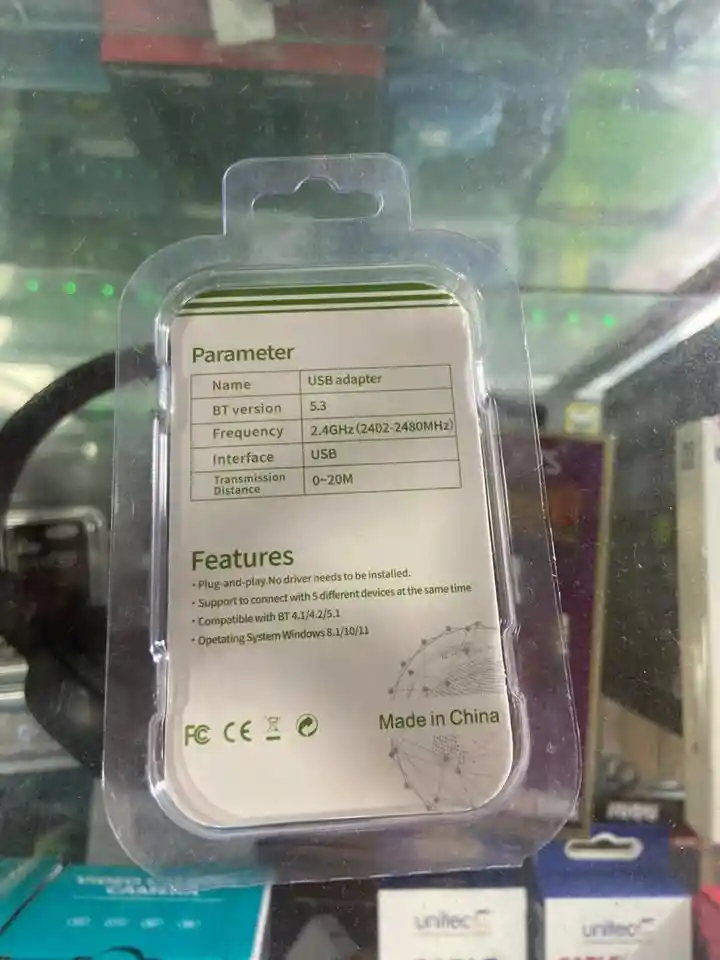 Parameter
Name USB adapter
BT version 5.3
Frequency 2.4GHz(2402-2480MHz)
Interface USB
Transmission Distance 0~20M
Features
· Plug-and-play.No driver needs to be installed.
· Support to connect with 5 different devices at the same time
· Compatible with BT 4.1/4.2/5.1
· Opetating System Windows 8.1/10/11
FC CE
Made in China
unitec
unitec